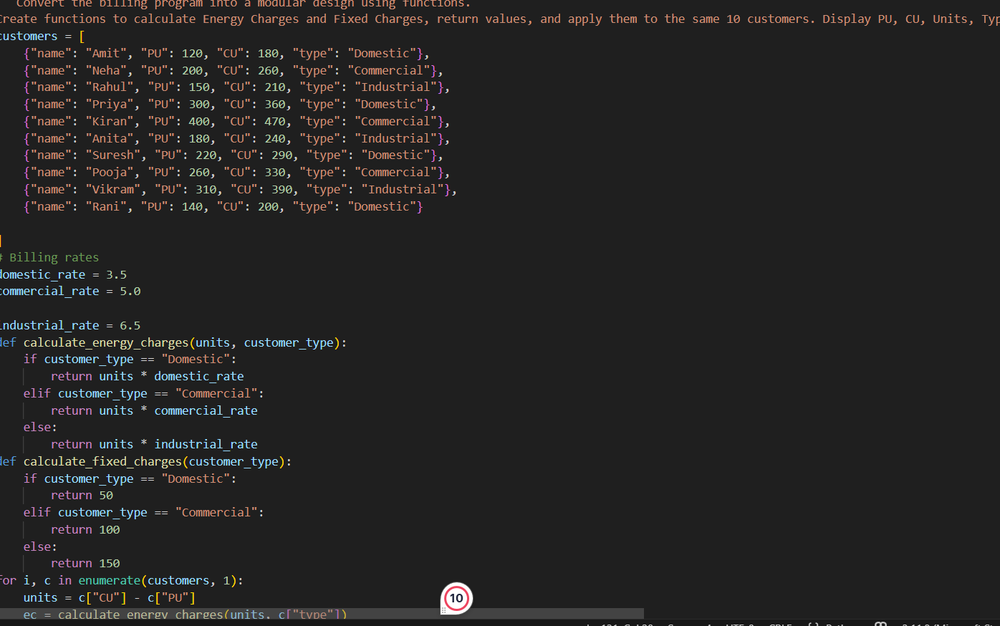 Convert the billing program into a modular design using functions.
Create functions to calculate Energy Charges and Fixed Charges, return values, and apply them to the same 10 customers. Display PU, CU, Units, Typ
customers = [
    {"name": "Amit", "PU": 120, "CU": 180, "type": "Domestic"},
    {"name": "Neha", "PU": 200, "CU": 260, "type": "Commercial"},
    {"name": "Rahul", "PU": 150, "CU": 210, "type": "Industrial"},
    {"name": "Priya", "PU": 300, "CU": 360, "type": "Domestic"},
    {"name": "Kiran", "PU": 400, "CU": 470, "type": "Commercial"},
    {"name": "Anita", "PU": 180, "CU": 240, "type": "Industrial"},
    {"name": "Suresh", "PU": 220, "CU": 290, "type": "Domestic"},
    {"name": "Pooja", "PU": 260, "CU": 330, "type": "Commercial"},
    {"name": "Vikram", "PU": 310, "CU": 390, "type": "Industrial"},
    {"name": "Rani", "PU": 140, "CU": 200, "type": "Domestic"}
]
# Billing rates
domestic_rate = 3.5
commercial_rate = 5.0
industrial_rate = 6.5
def calculate_energy_charges(units, customer_type):
    if customer_type == "Domestic":
        return units * domestic_rate
    elif customer_type == "Commercial":
        return units * commercial_rate
    else:
        return units * industrial_rate
def calculate_fixed_charges(customer_type):
    if customer_type == "Domestic":
        return 50
    elif customer_type == "Commercial":
        return 100
    else:
        return 150
for i, c in enumerate(customers, 1):
    units = c["CU"] - c["PU"]
    ec = calculate_energy_charges(units, c["type"])
10